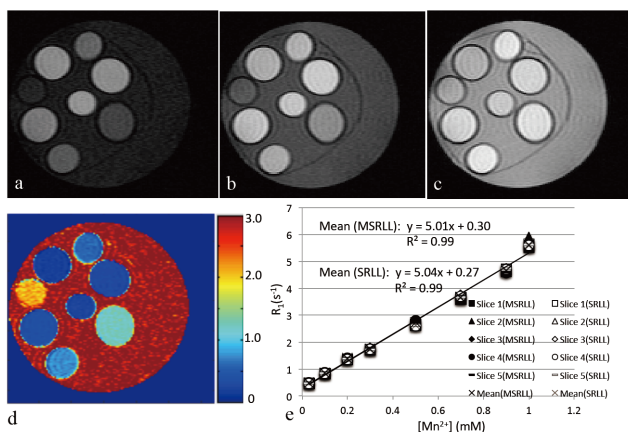 a
b
c
3.0
2.0
1.0
0
d
6
5
4
3
2
1
0
R₁(s⁻¹)
Mean (MSRLL): y = 5.01x + 0.30
R² = 0.99
Mean (SRLL): y = 5.04x + 0.27
R² = 0.99
Slice 1(MSRLL) Slice 1(SRLL)
Slice 2(MSRLL) Slice 2(SRLL)
Slice 3(MSRLL) Slice 3(SRLL)
Slice 4(MSRLL) Slice 4(SRLL)
Slice 5(MSRLL) Slice 5(SRLL)
Mean(MSRLL) Mean(SRLL)
0 0.2 0.4 0.6 0.8 1 1.2
[Mn²⁺] (mM)
e